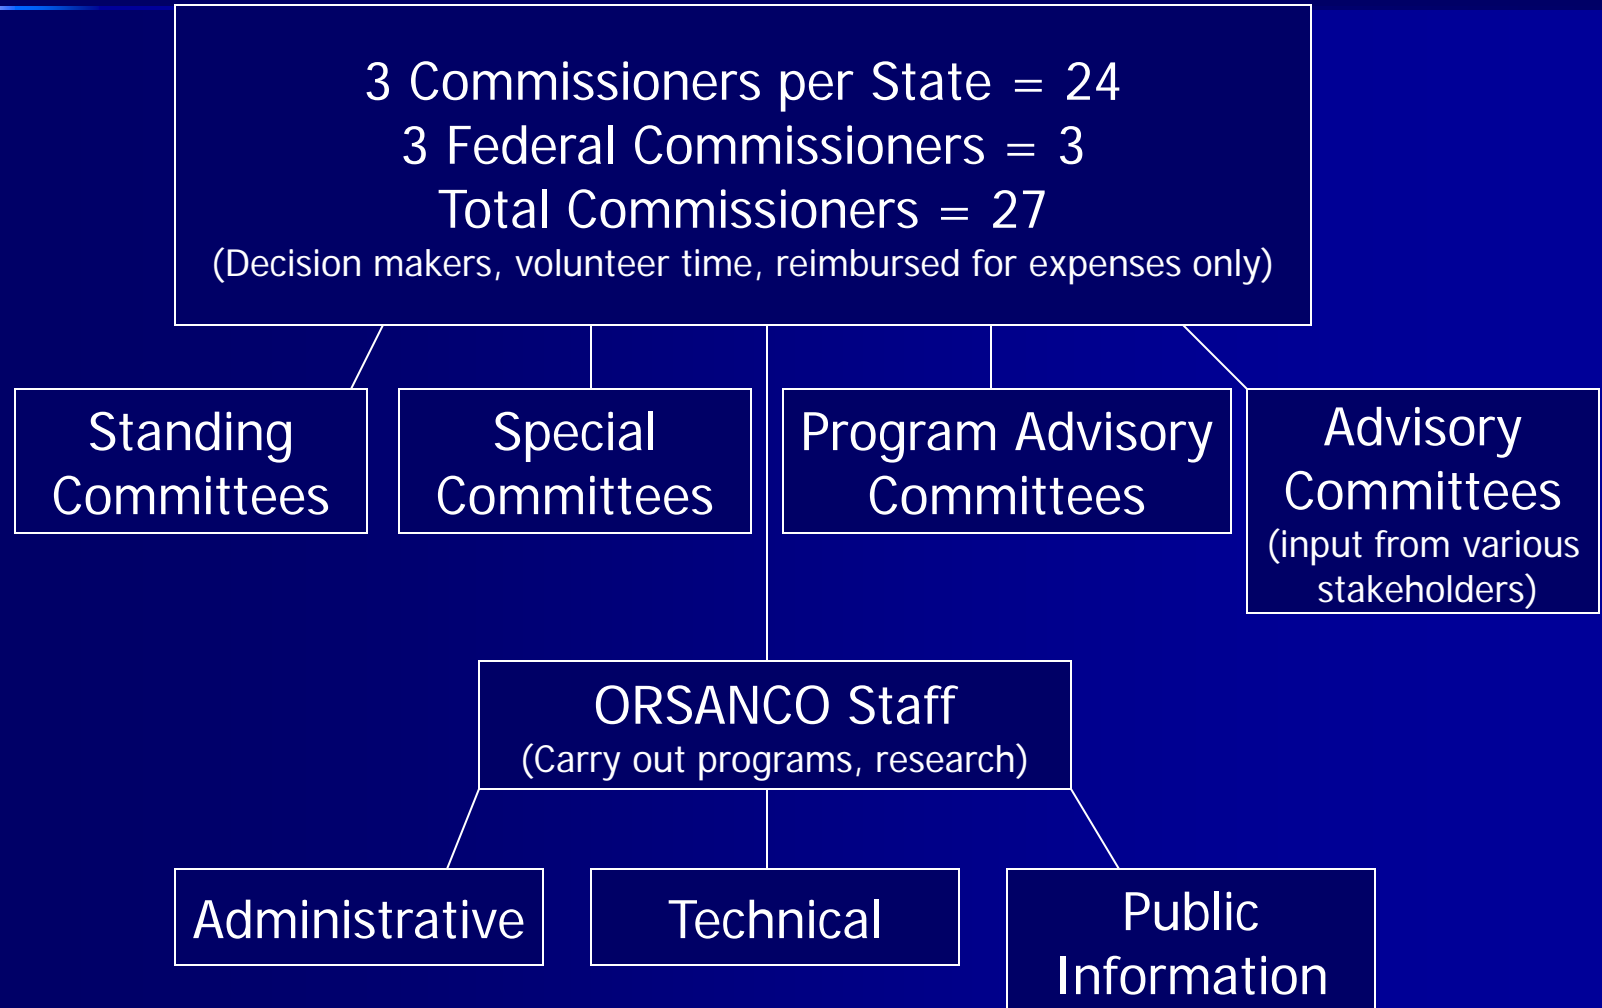 3 Commissioners per State = 24
3 Federal Commissioners = 3
Total Commissioners = 27
(Decision makers, volunteer time, reimbursed for expenses only)
Standing
Committees
Special
Committees
Program Advisory
Committees
Advisory
Committees
(input from various
stakeholders)
ORSANCO Staff
(Carry out programs, research)
Administrative
Technical
Public
Information